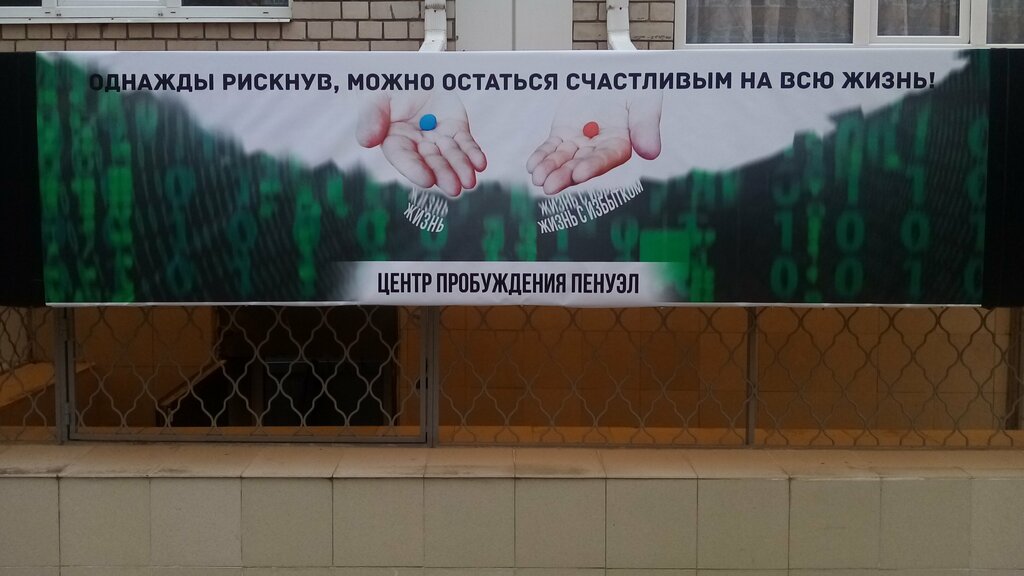 ОДНАЖДЫ РИСКНУВ, МОЖНО ОСТАТЬСЯ СЧАСТЛИВЫМ НА ВСЮ ЖИЗНЬ!
ЖИЗНЬ
ЖИЗНЬ С ИЗБЫТКОМ
ЦЕНТР ПРОБУЖДЕНИЯ ПЕНУЭЛ